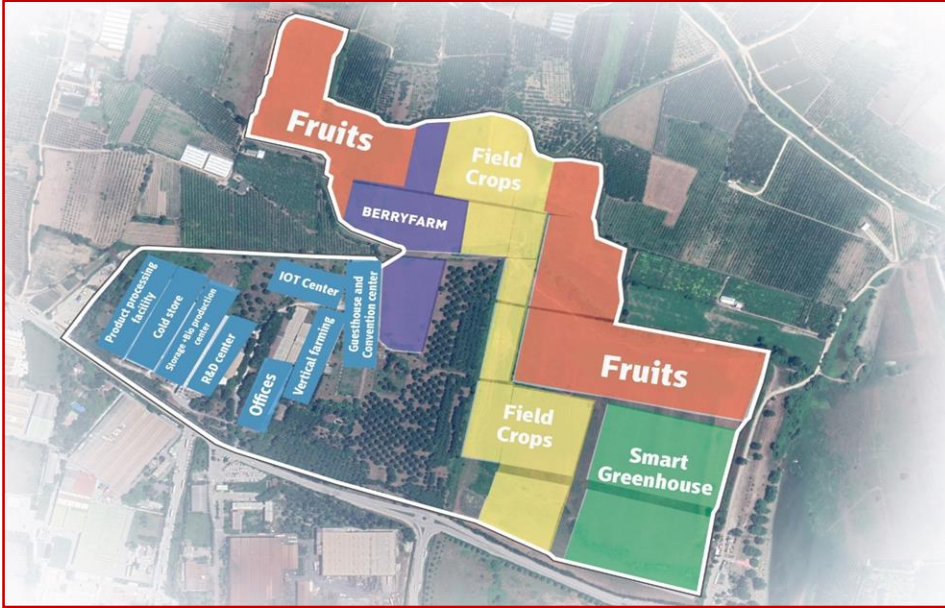 Fruits
Field
Crops
BERRYFARM
IOT Center
Guesthouse and
Convention center
Product processing
facility
Cold store
Storage +Bio production
center
R&D center
Offices
Vertical farming
Fruits
Field
Crops
Smart
Greenhouse